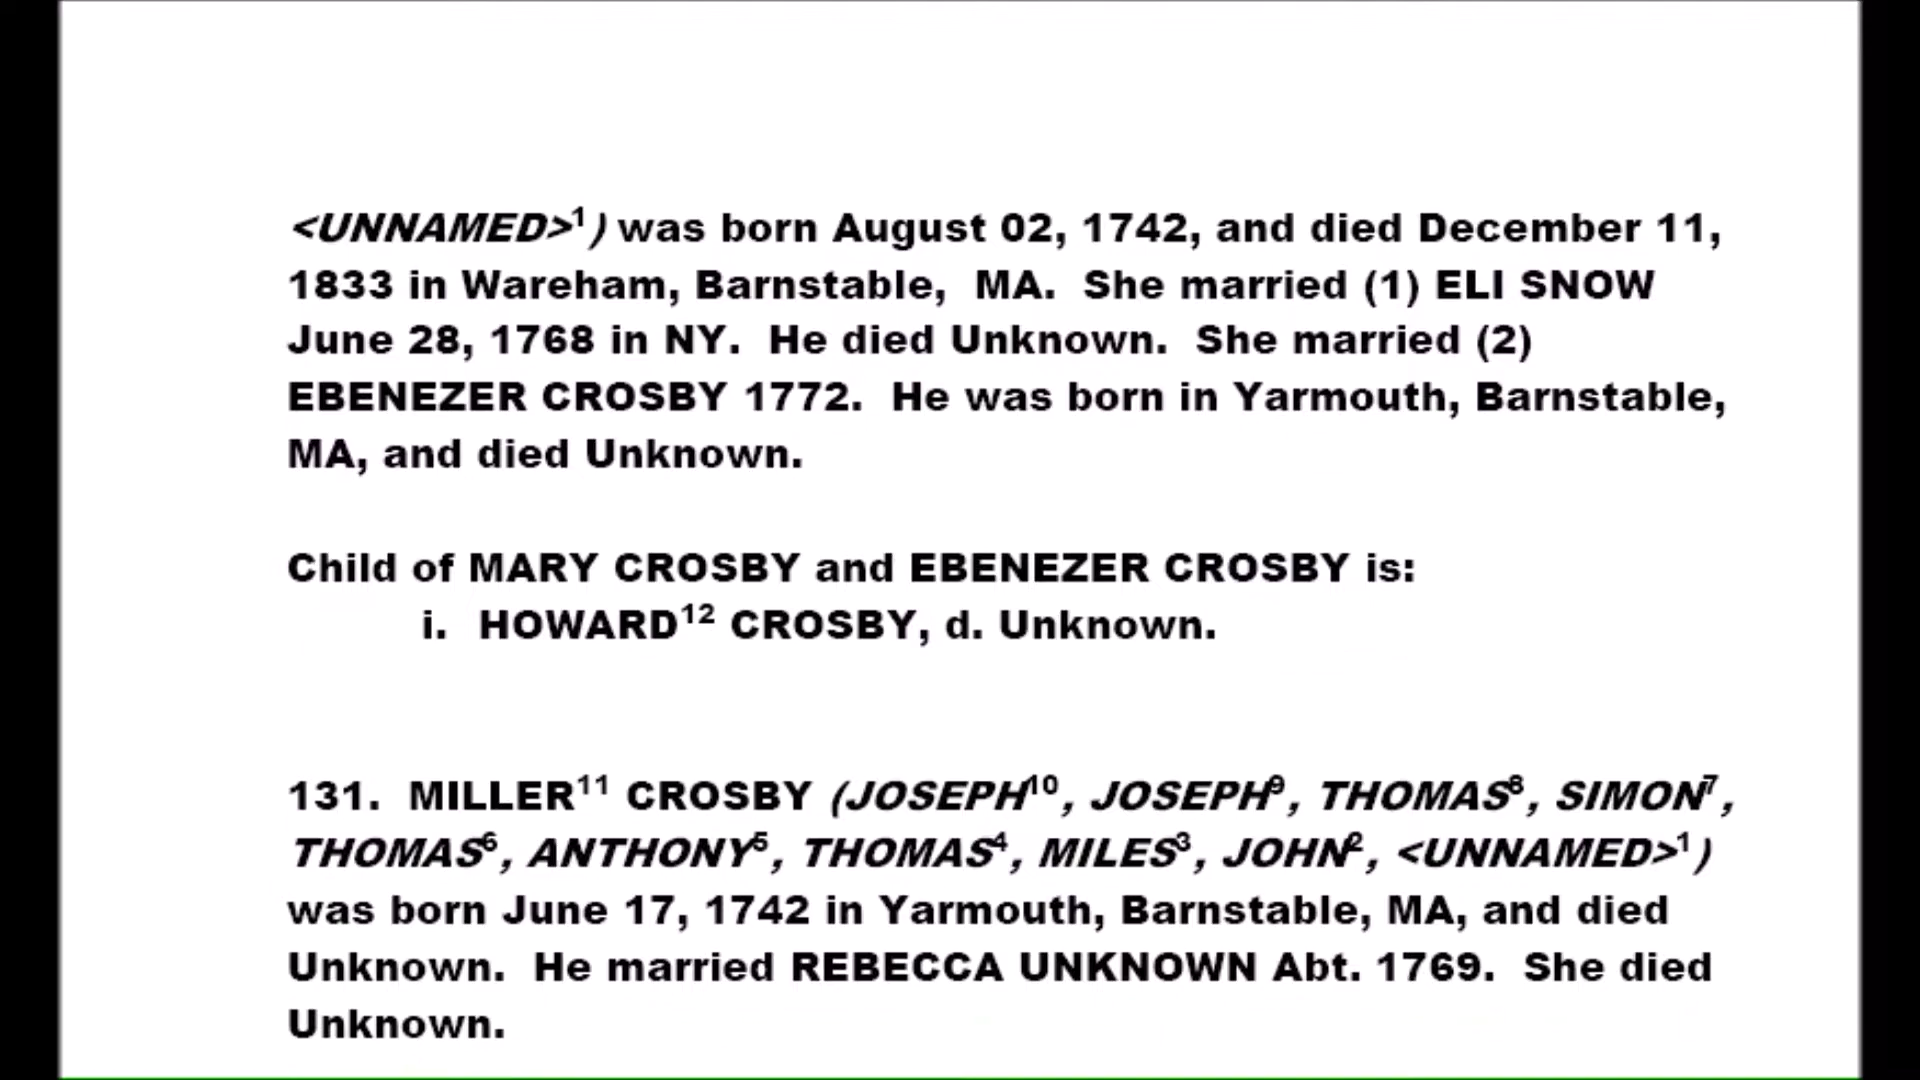 <UNNAMED>¹) was born August 02, 1742, and died December 11,
1833 in Wareham, Barnstable,  MA.  She married (1) ELI SNOW
June 28, 1768 in NY.  He died Unknown.  She married (2)
EBENEZER CROSBY 1772.  He was born in Yarmouth, Barnstable,
MA, and died Unknown.
Child of MARY CROSBY and EBENEZER CROSBY is:
i.  HOWARD¹² CROSBY, d. Unknown.
131.  MILLER¹¹ CROSBY (JOSEPH¹⁰, JOSEPH⁹, THOMAS⁸, SIMON⁷,
THOMAS⁶, ANTHONY⁵, THOMAS⁴, MILES³, JOHN², <UNNAMED>¹)
was born June 17, 1742 in Yarmouth, Barnstable, MA, and died
Unknown.  He married REBECCA UNKNOWN Abt. 1769.  She died
Unknown.